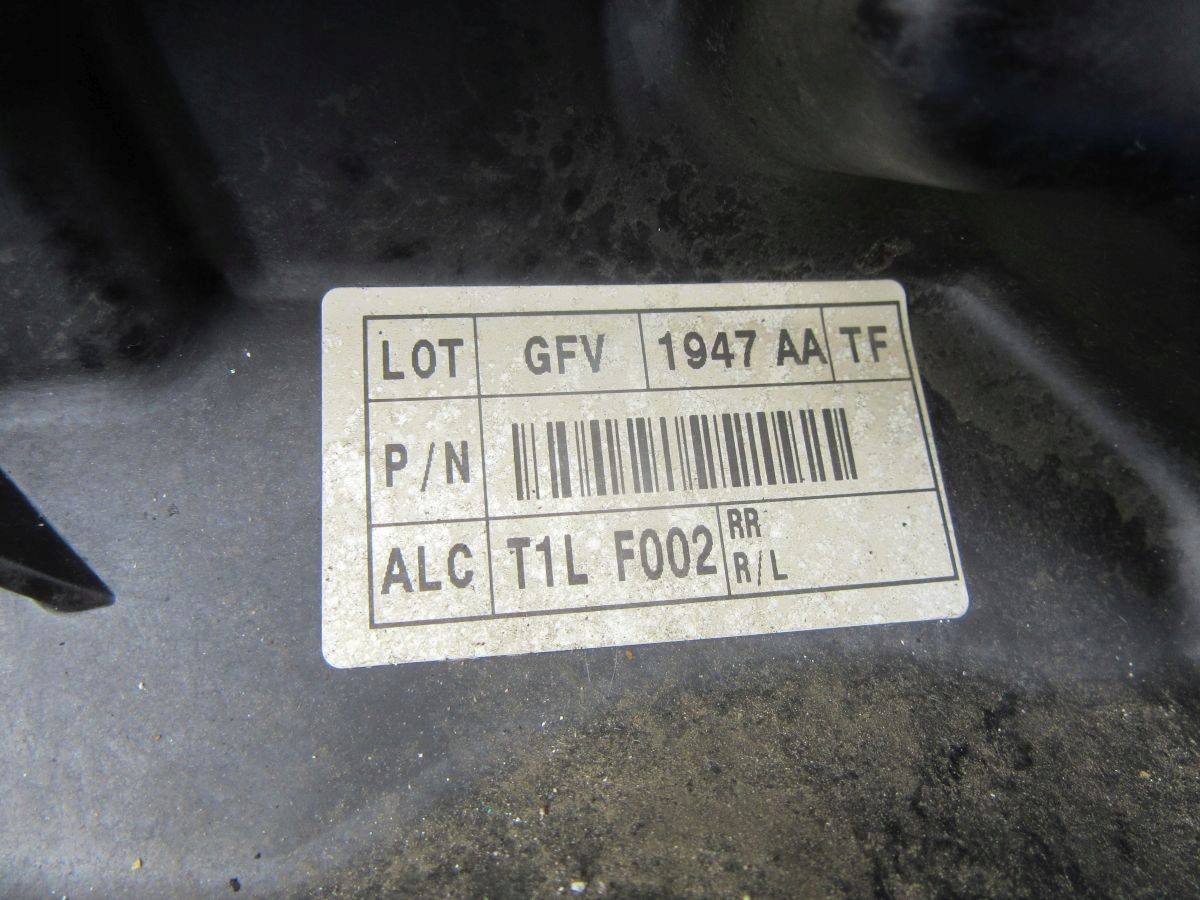 LOT GFV 1947 AA TF
P/N
ALC T1L F002 RR
R/L